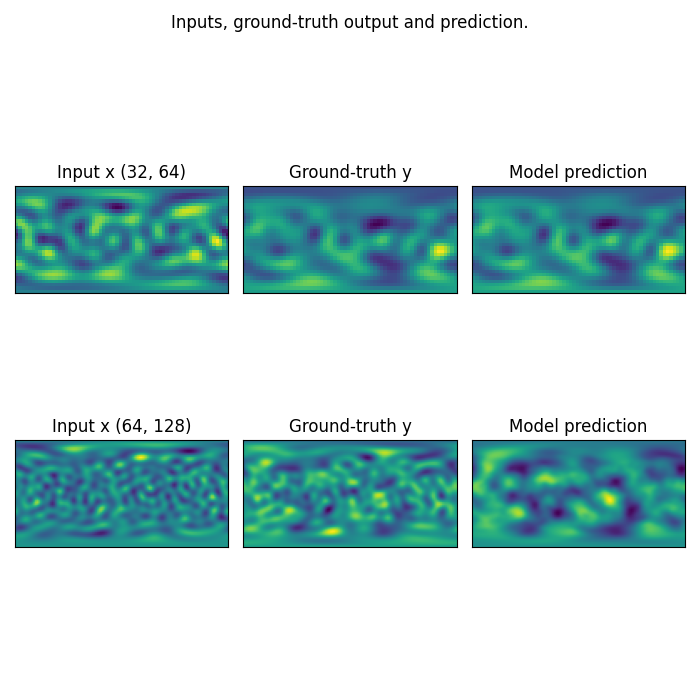 Inputs, ground-truth output and prediction.
Input x (32, 64)
Ground-truth y
Model prediction
Input x (64, 128)
Ground-truth y
Model prediction